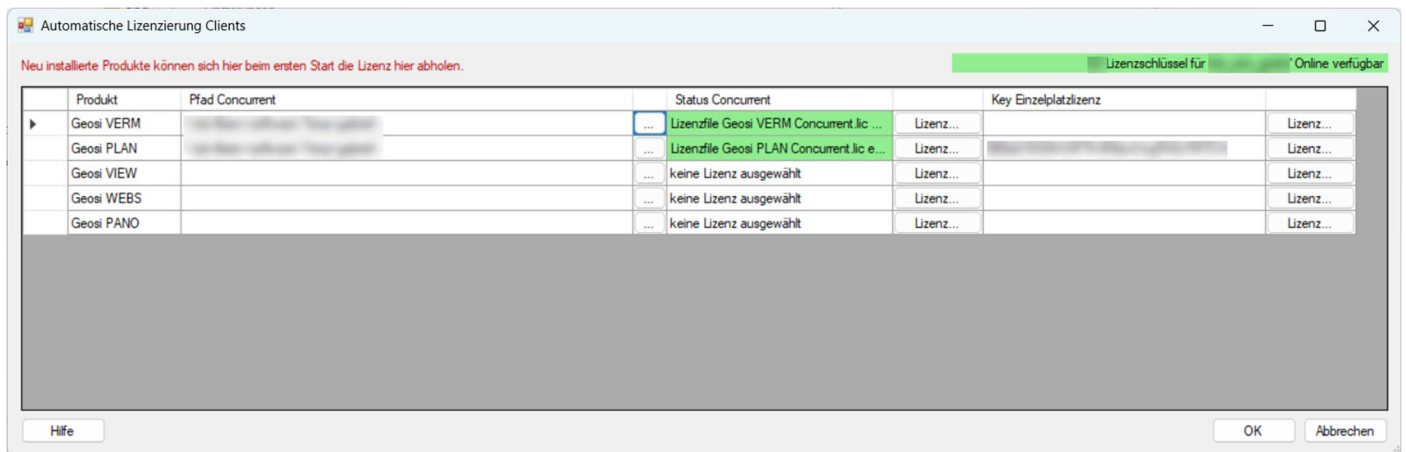 Automatische Lizenzierung Clients
Neu installierte Produkte können sich hier beim ersten Start die Lizenz hier abholen.
Lizenzschlüssel für ' Online verfügbar
Produkt Pfad Concurrent Status Concurrent Key Einzelplatzlizenz
Geosi VERM ... Lizenzfile Geosi VERM Concurrent.lic ... Lizenz... Lizenz...
Geosi PLAN ... Lizenzfile Geosi PLAN Concurrent.lic e... Lizenz... Lizenz...
Geosi VIEW ... keine Lizenz ausgewählt Lizenz... Lizenz...
Geosi WEBS ... keine Lizenz ausgewählt Lizenz... Lizenz...
Geosi PANO ... keine Lizenz ausgewählt Lizenz... Lizenz...
Hilfe OK Abbrechen